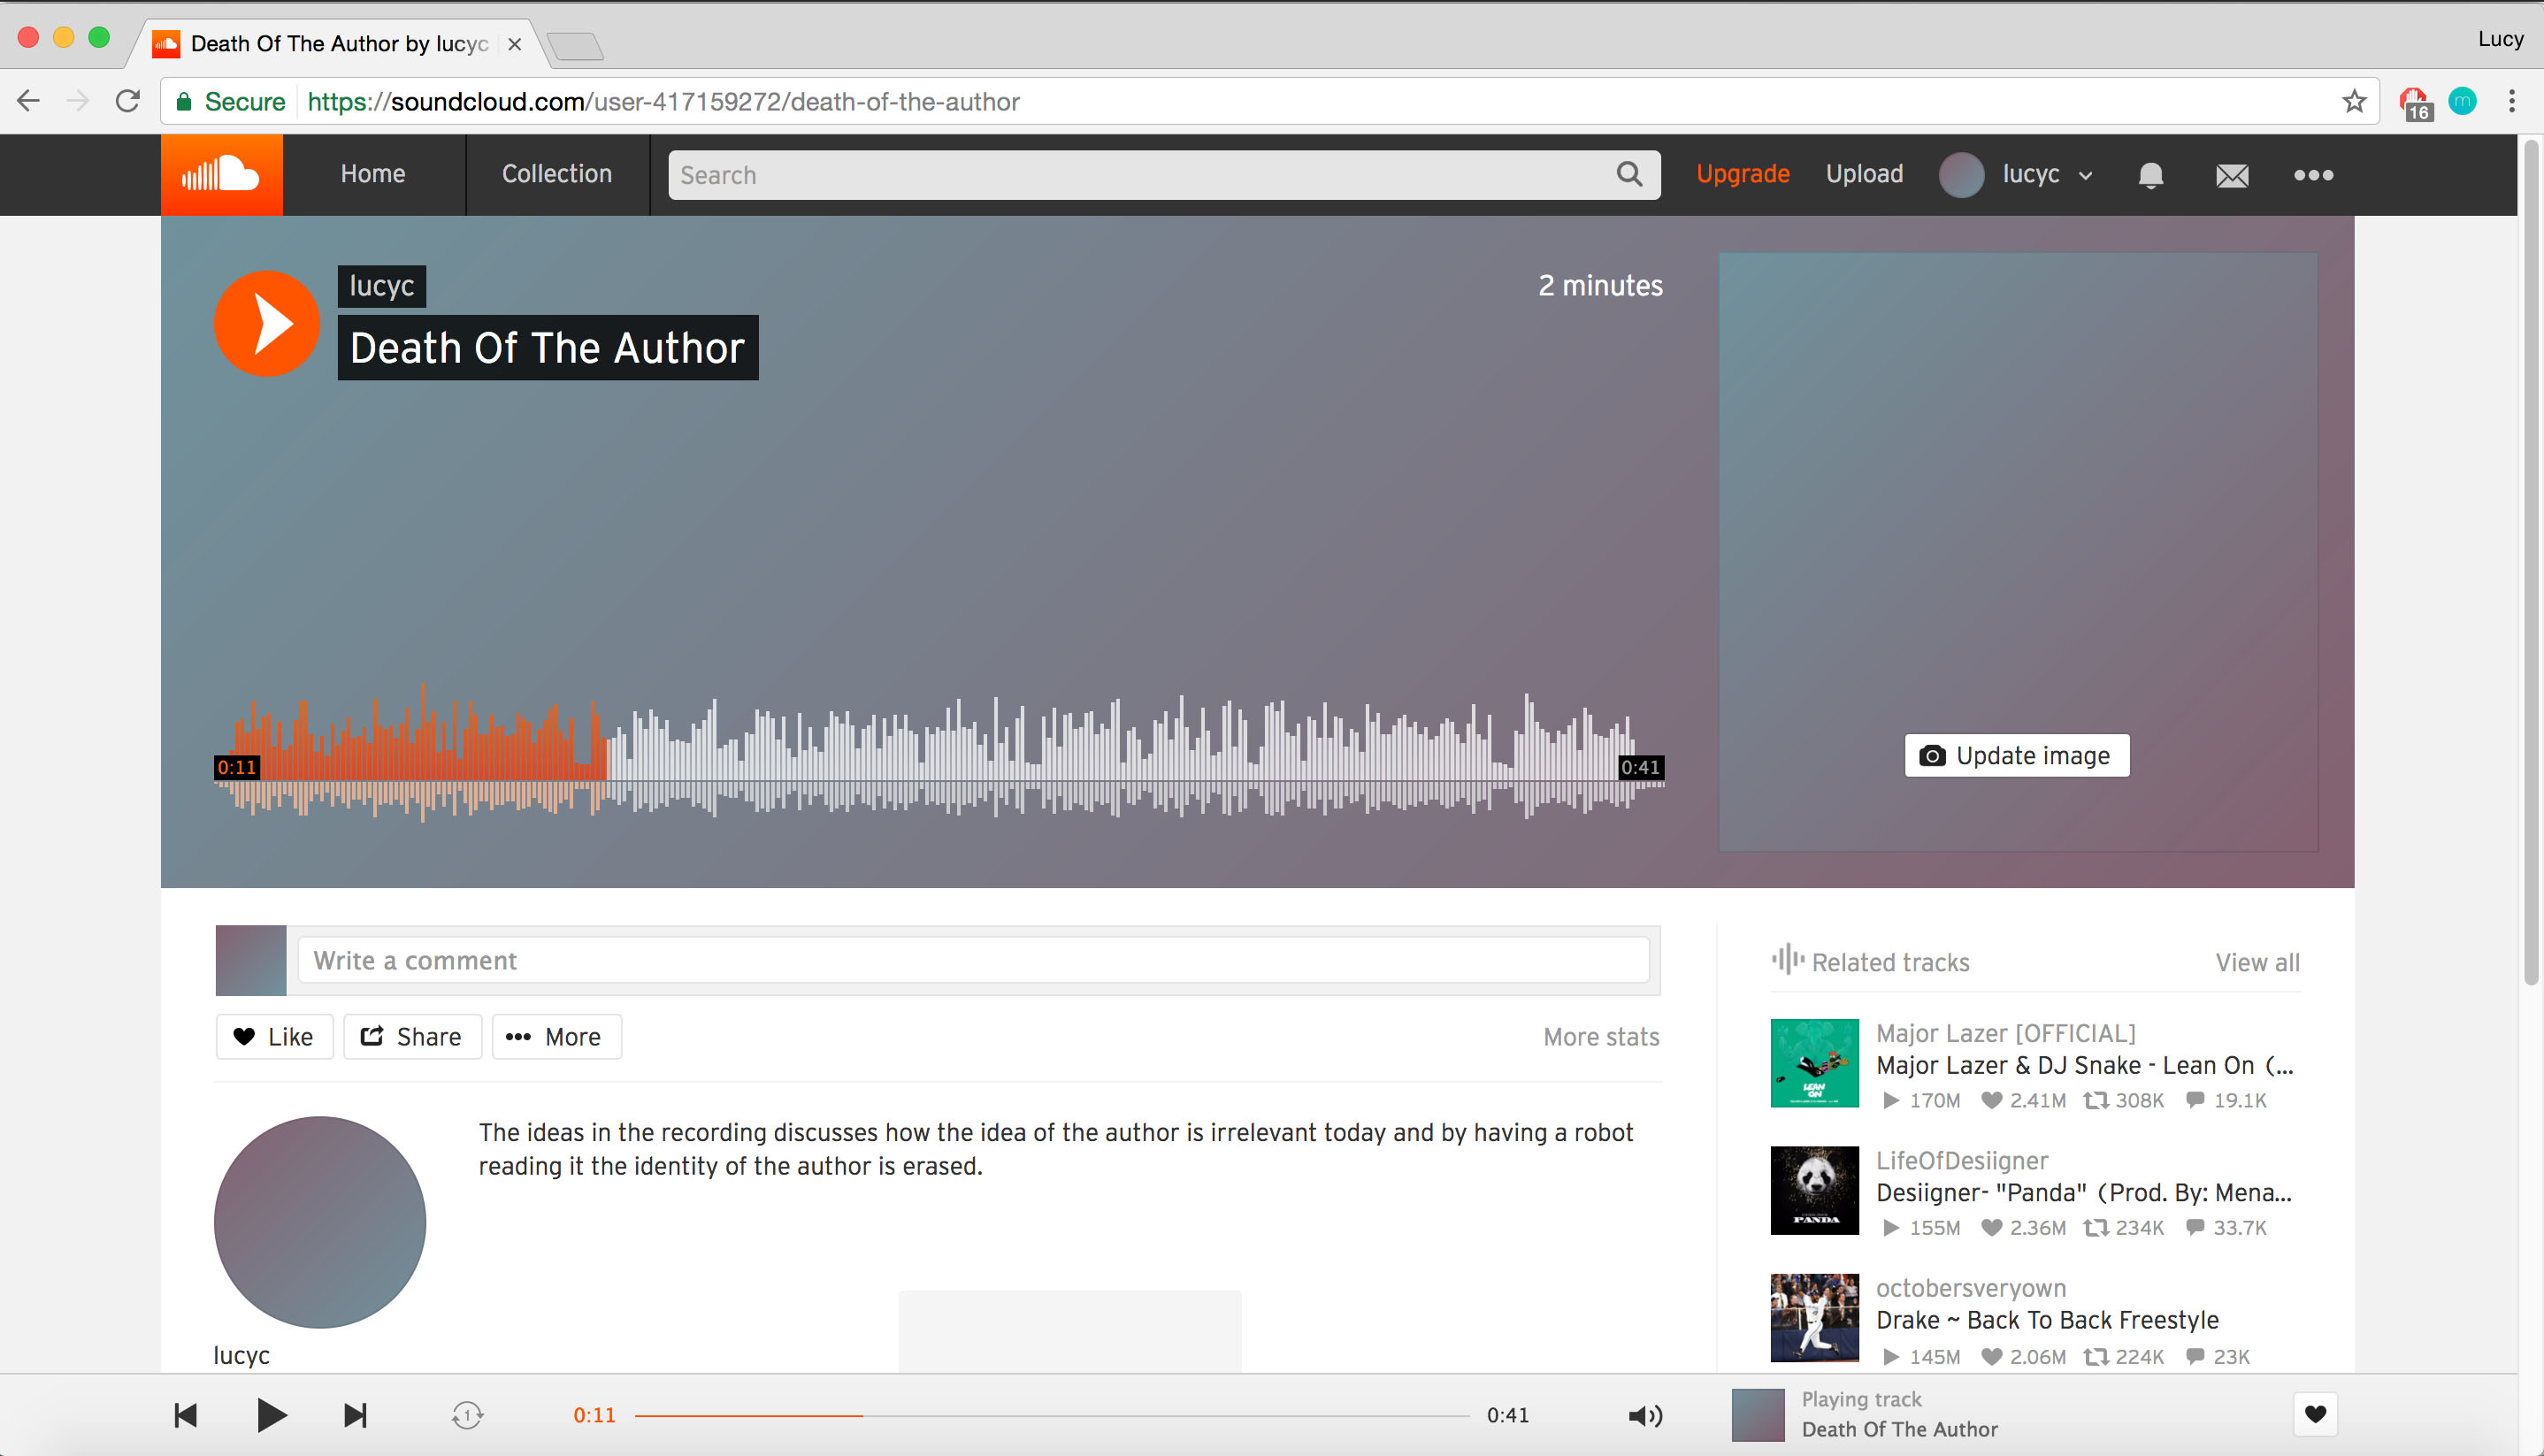 Death Of The Author by lucyc
Lucy
Secure https://soundcloud.com/user-417159272/death-of-the-author
16
m
Home
Collection
Search
Upgrade
Upload
lucyc
lucyc
2 minutes
Death Of The Author
0:11
0:41
Update image
Write a comment
Like
Share
More
More stats
The ideas in the recording discusses how the idea of the author is irrelevant today and by having a robot
reading it the identity of the author is erased.
lucyc
Related tracks
View all
Major Lazer [OFFICIAL]
Major Lazer & DJ Snake - Lean On (...
170M 2.41M 308K 19.1K
LEAN
ON
LifeOfDesiigner
Desiigner- "Panda" (Prod. By: Mena...
155M 2.36M 234K 33.7K
PANDA
octobersveryown
Drake ~ Back To Back Freestyle
145M 2.06M 224K 23K
1
0:11
0:41
Playing track
Death Of The Author